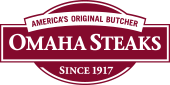 AMERICA'S ORIGINAL BUTCHER
OMAHA STEAKS
SINCE 1917